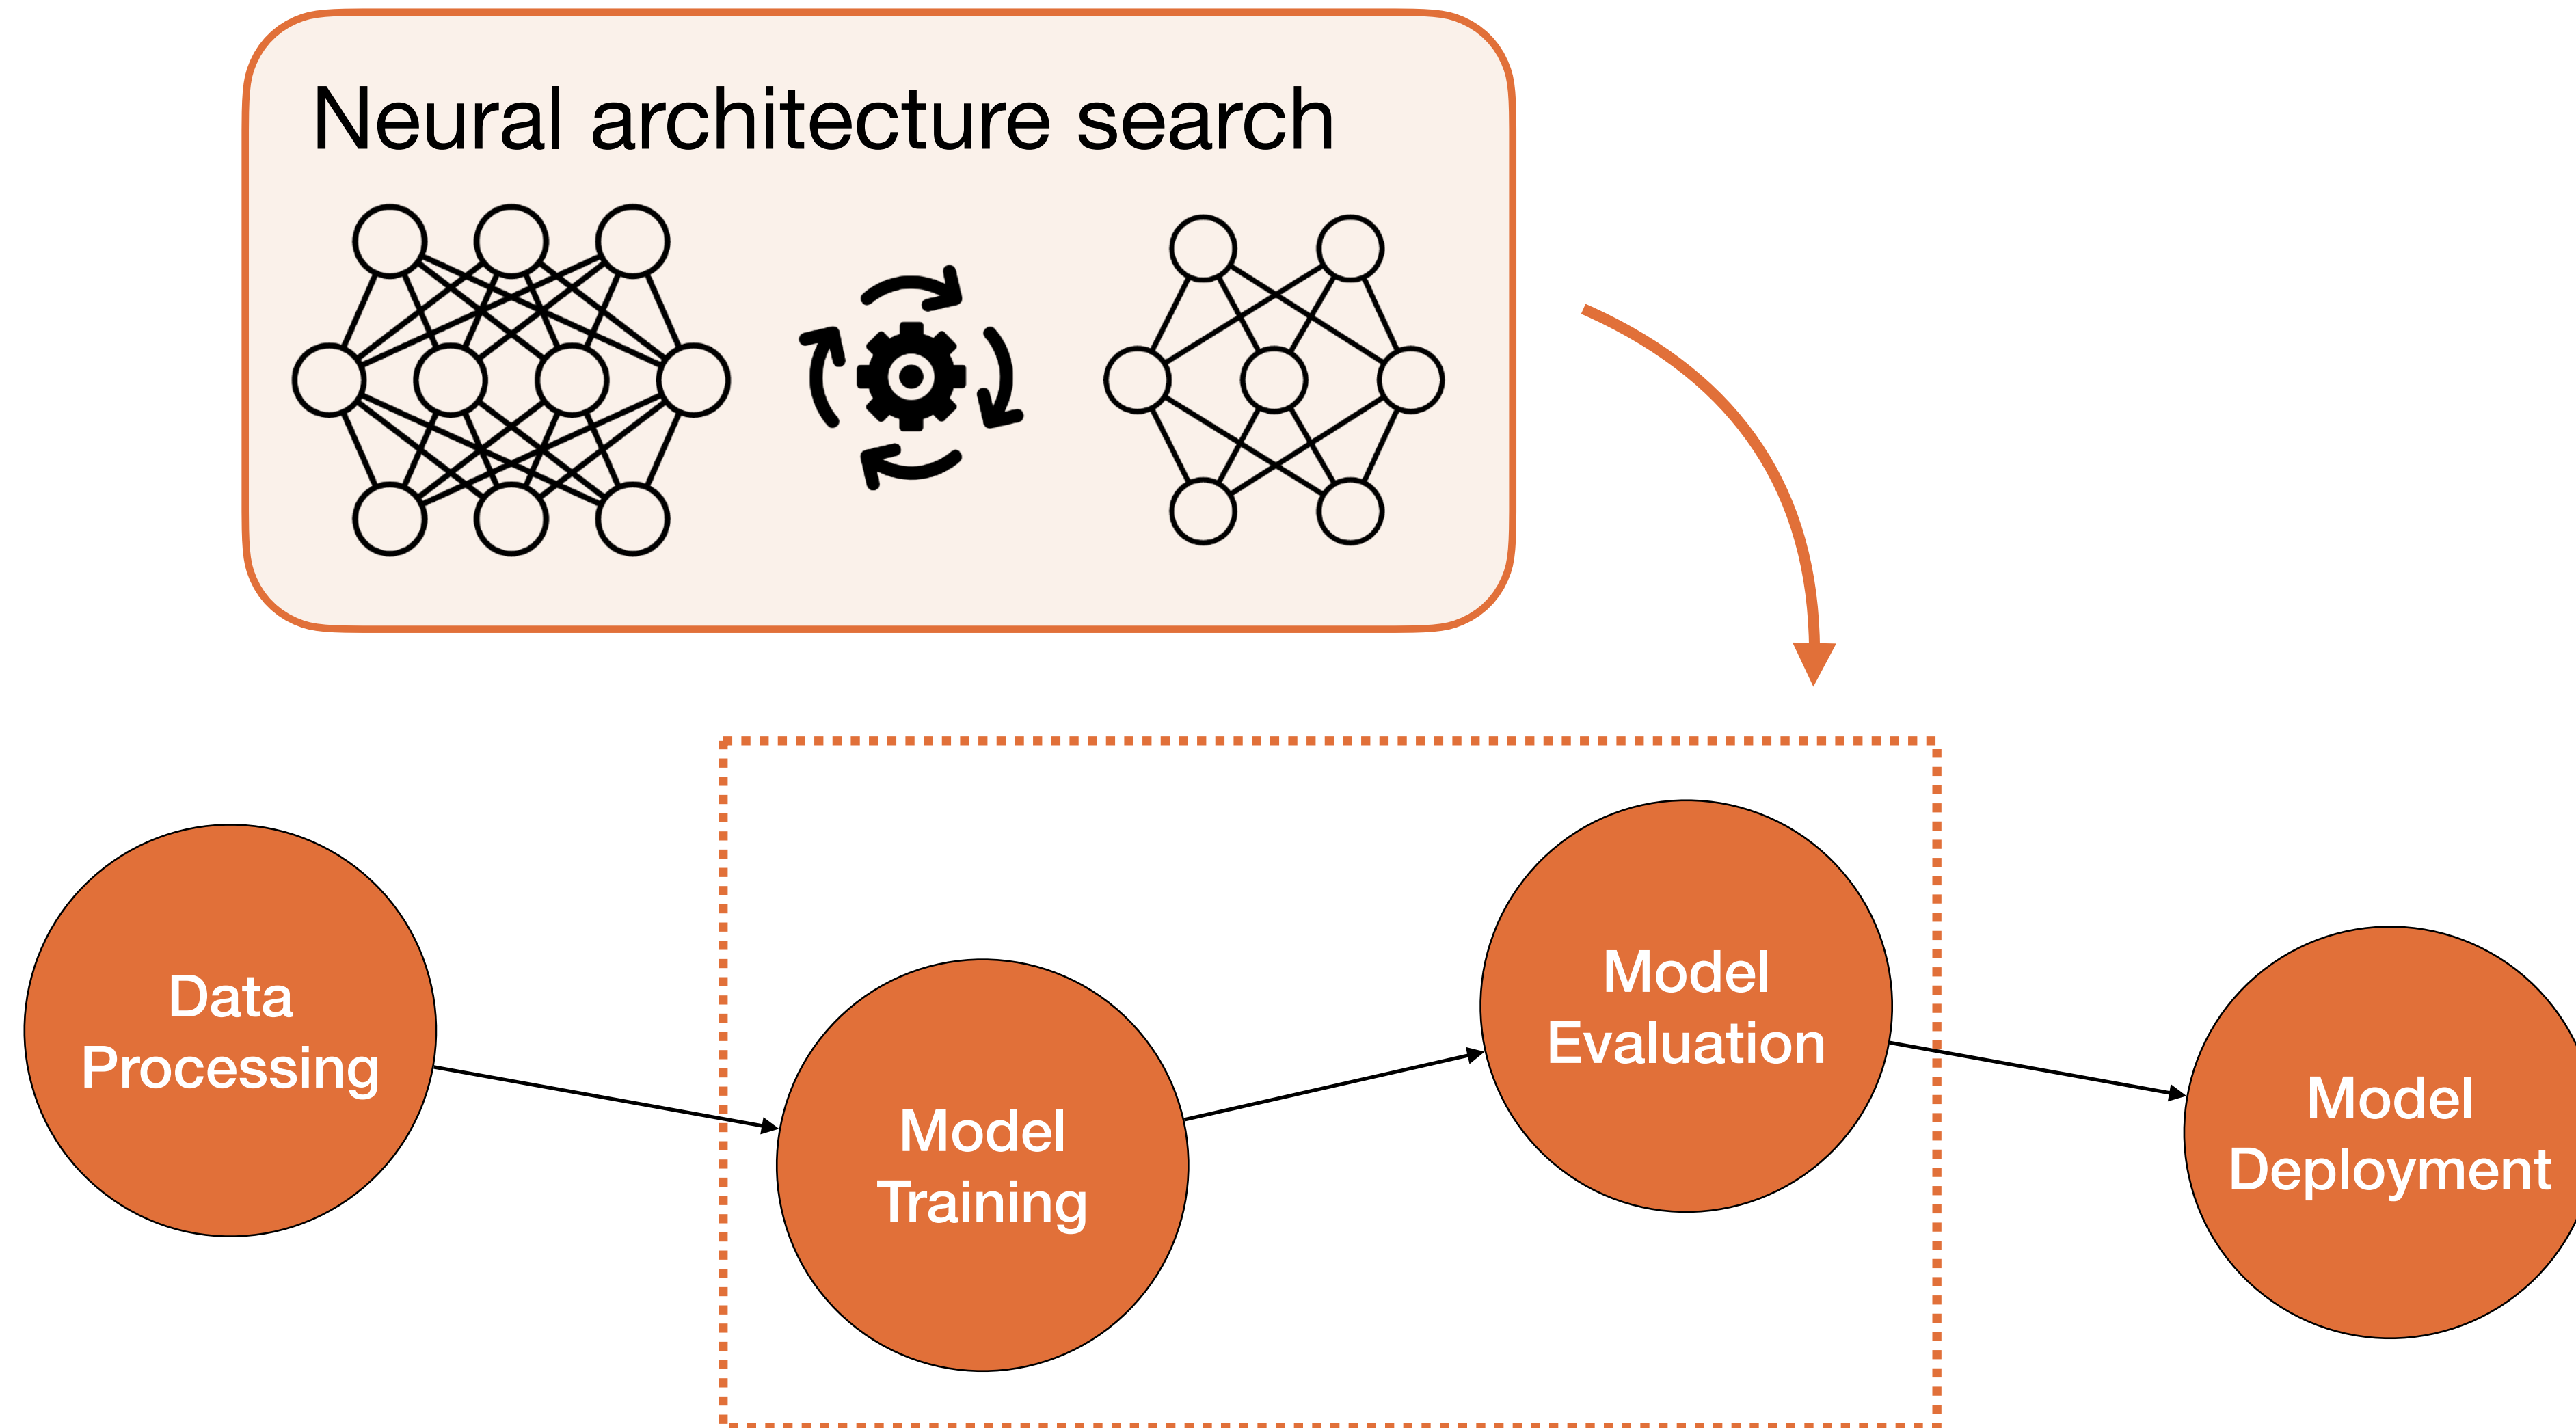 Neural architecture search
Data
Processing
Model
Training
Model
Evaluation
Model
Deployment